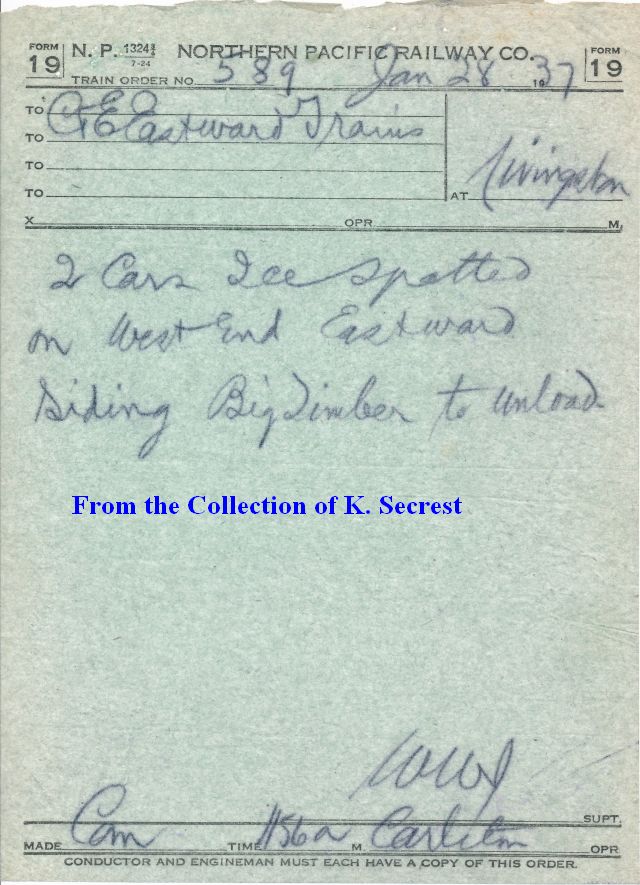 FORM 19 N. P. 1324½ 7-24 NORTHERN PACIFIC RAILWAY CO. FORM 19
TRAIN ORDER NO. 589 Jan 28 1937
TO C&E
TO Eastward Trains
TO
TO AT Livingston
X OPR M.
2 Cars Ice Spotted
on West End Eastward
Siding Big Timber to unload
From the Collection of K. Secrest
SUPT.
MADE Com TIME 1156a M Carleton OPR
CONDUCTOR AND ENGINEMAN MUST EACH HAVE A COPY OF THIS ORDER.